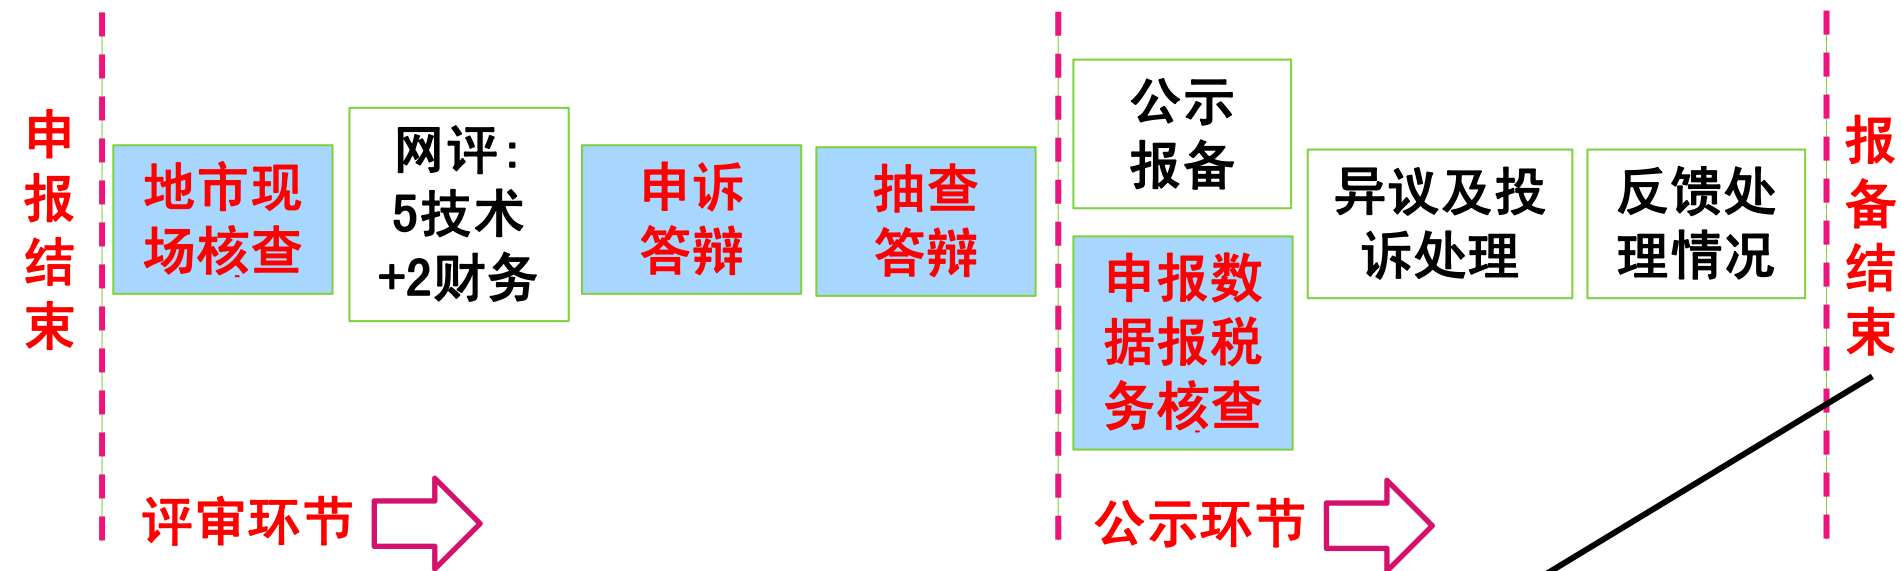 申
报
结
束
地市现
场核查
网评：
5技术
+2财务
申诉
答辩
抽查
答辩
公示
报备
申报数
据报税
务核查
异议及投
诉处理
反馈处
理情况
报
备
结
束
评审环节
公示环节